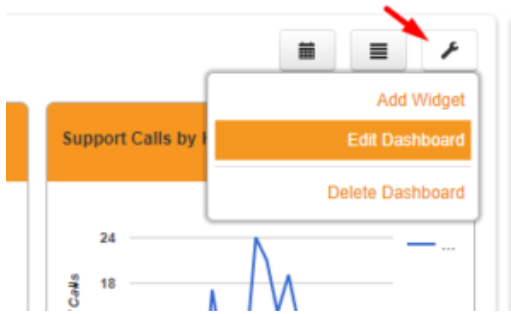 Add Widget
Edit Dashboard
Delete Dashboard
Support Calls by
24
...
18
Calls